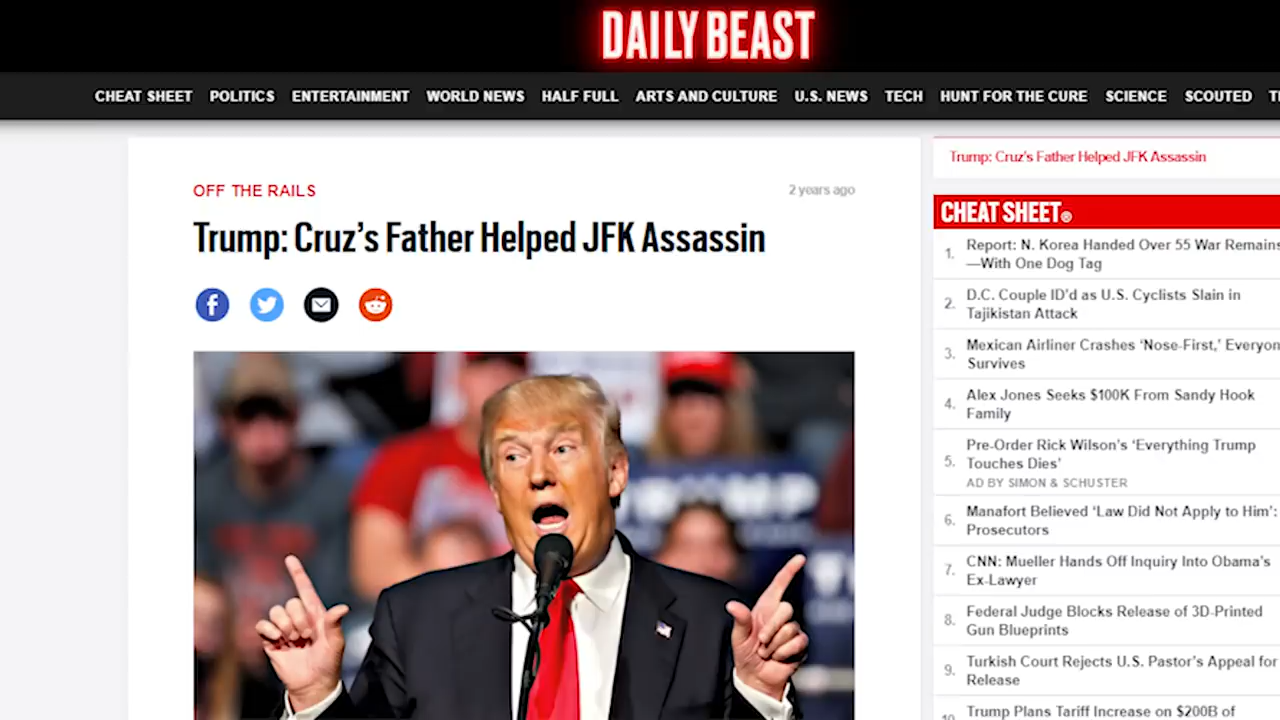 DAILY BEAST
CHEAT SHEET POLITICS ENTERTAINMENT WORLD NEWS HALF FULL ARTS AND CULTURE U.S. NEWS TECH HUNT FOR THE CURE SCIENCE SCOUTED
OFF THE RAILS
2 years ago
Trump: Cruz's Father Helped JFK Assassin
Trump: Cruz's Father Helped JFK Assassin
CHEAT SHEET®
1. Report: N. Korea Handed Over 55 War Remains
—With One Dog Tag
2. D.C. Couple ID'd as U.S. Cyclists Slain in
Tajikistan Attack
3. Mexican Airliner Crashes 'Nose-First,' Everyon
Survives
4. Alex Jones Seeks $100K From Sandy Hook
Family
5. Pre-Order Rick Wilson's 'Everything Trump
Touches Dies'
AD BY SIMON & SCHUSTER
6. Manafort Believed 'Law Did Not Apply to Him':
Prosecutors
7. CNN: Mueller Hands Off Inquiry Into Obama's
Ex-Lawyer
8. Federal Judge Blocks Release of 3D-Printed
Gun Blueprints
9. Turkish Court Rejects U.S. Pastor's Appeal for
Release
10. Trump Plans Tariff Increase on $200B of